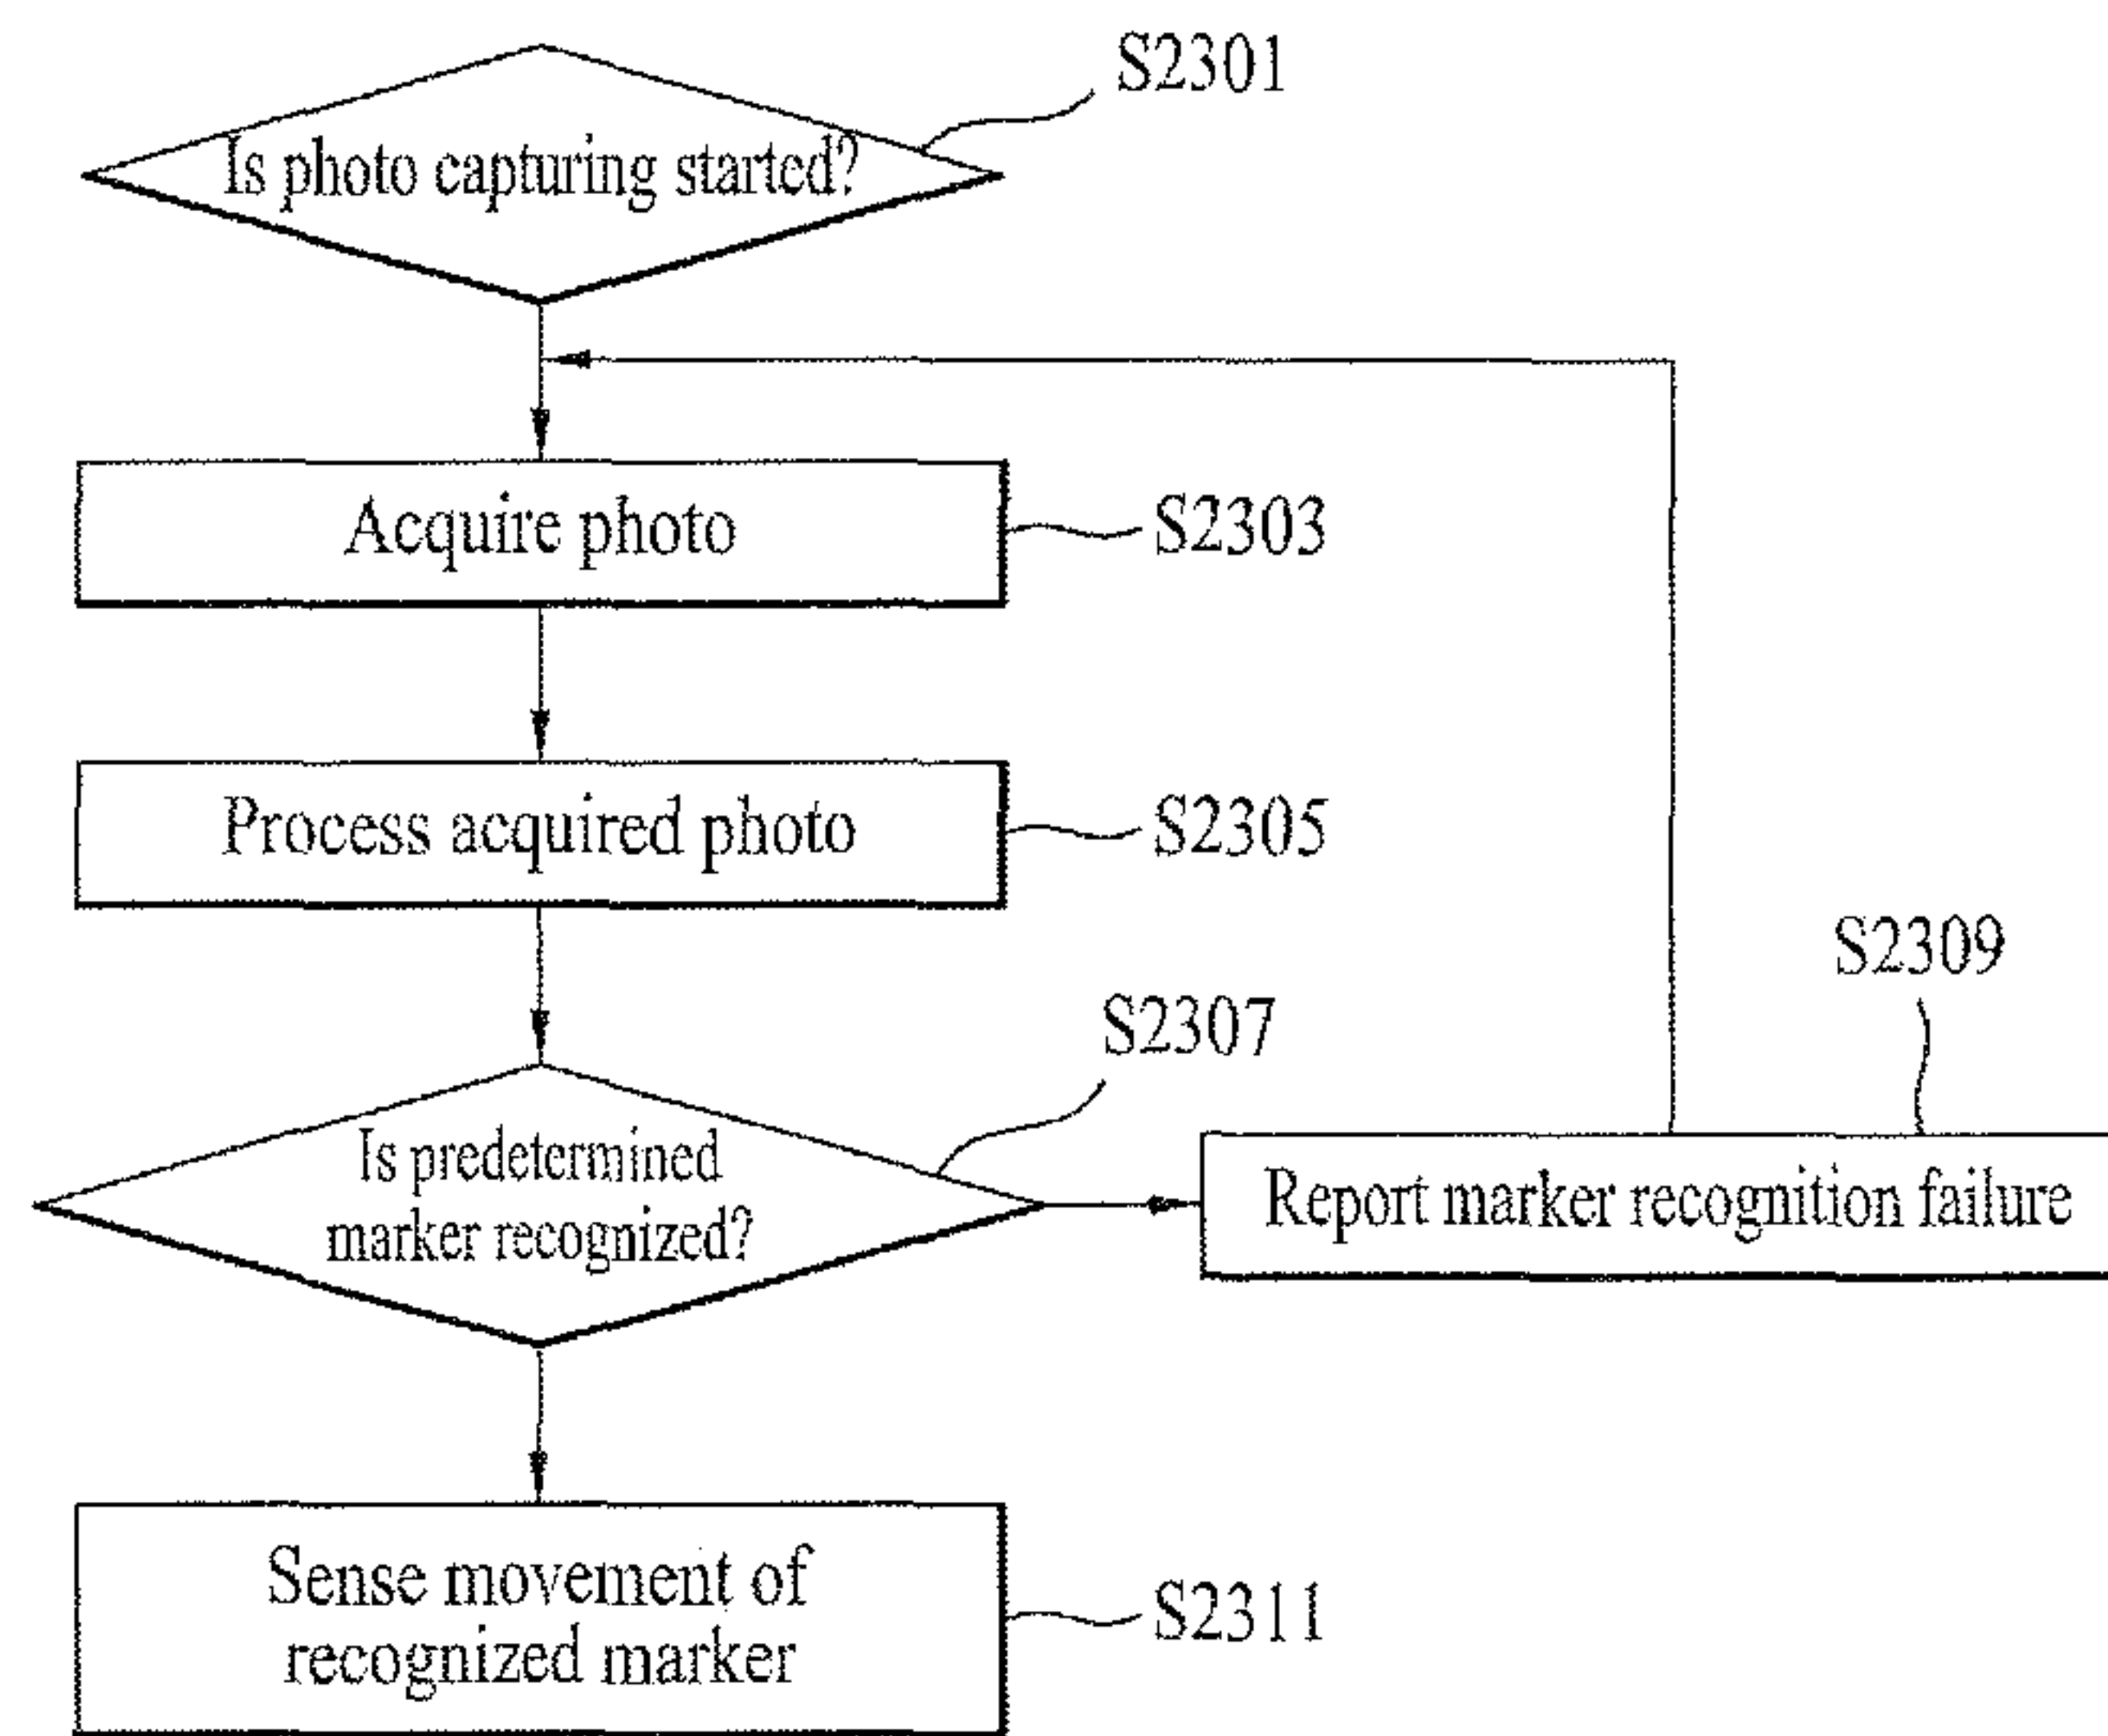 S2301
Is photo capturing started?
Acquire photo
S2303
Process acquired photo
S2305
S2309
S2307
Is predetermined
marker recognized?
Report marker recognition failure
Sense movement of
recognized marker
S2311